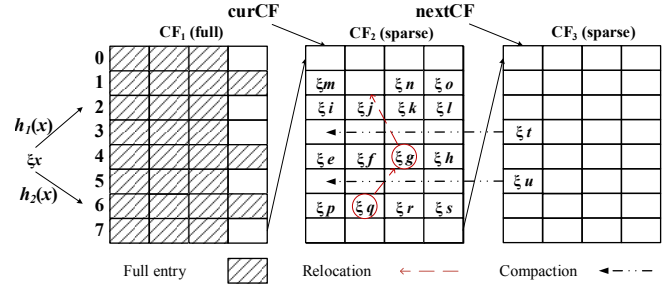 curCF nextCF
CF₁ (full) CF₂ (sparse) CF₃ (sparse)
0
1 ξm ξn ξo
2 ξi ξj ξk ξl
h₁(x) 3 ξt
ξx 4 ξe ξf ξg ξh
h₂(x) 5 ξu
6 ξp ξq ξr ξs
7
Full entry Relocation Compaction